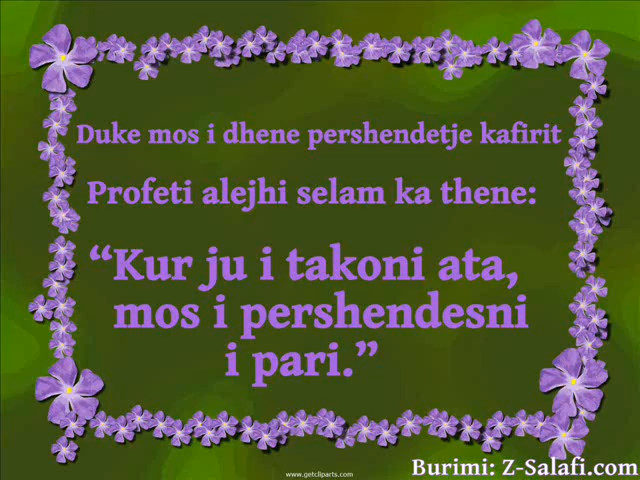 Duke mos i dhene pershendetje kafirit
Profeti alejhi selam ka thene:
“Kur ju i takoni ata,
mos i pershendesni
i pari.”
www.getcliparts.com
Burimi: Z-Salafi.com